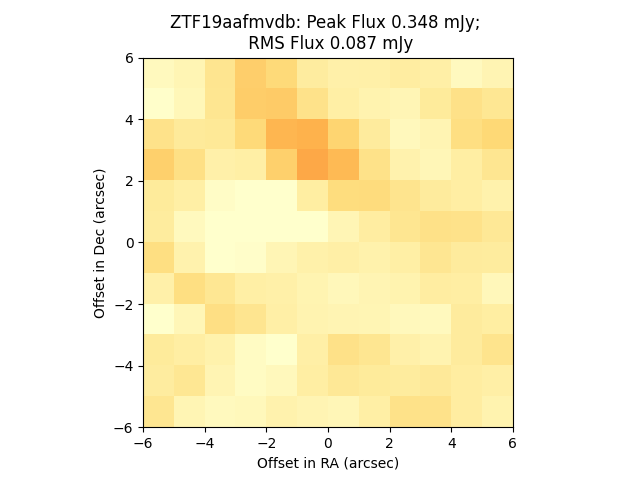 ZTF19aafmvdb: Peak Flux 0.348 mJy;
RMS Flux 0.087 mJy
6
4
2
0
−2
−4
−6
Offset in Dec (arcsec)
−6 −4 −2 0 2 4 6
Offset in RA (arcsec)